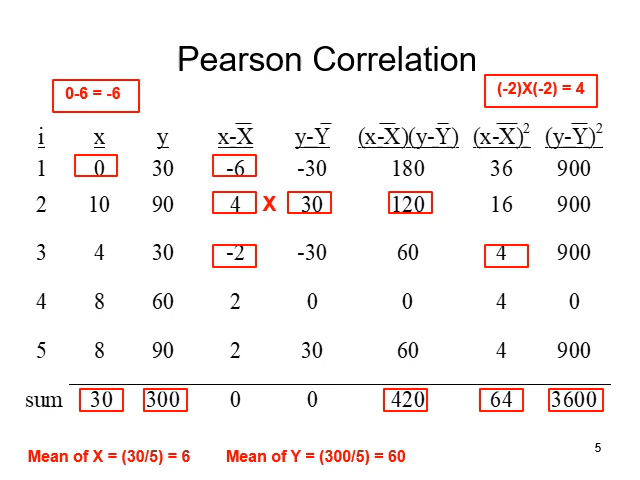 Pearson Correlation
0-6 = -6
(-2)X(-2) = 4
i x y x-X̅ y-Y̅ (x-X̅)(y-Y̅) (x-X̅)² (y-Y̅)²
1 0 30 -6 -30 180 36 900
2 10 90 4 X 30 120 16 900
3 4 30 -2 -30 60 4 900
4 8 60 2 0 0 4 0
5 8 90 2 30 60 4 900
sum 30 300 0 0 420 64 3600
Mean of X = (30/5) = 6 Mean of Y = (300/5) = 60
5